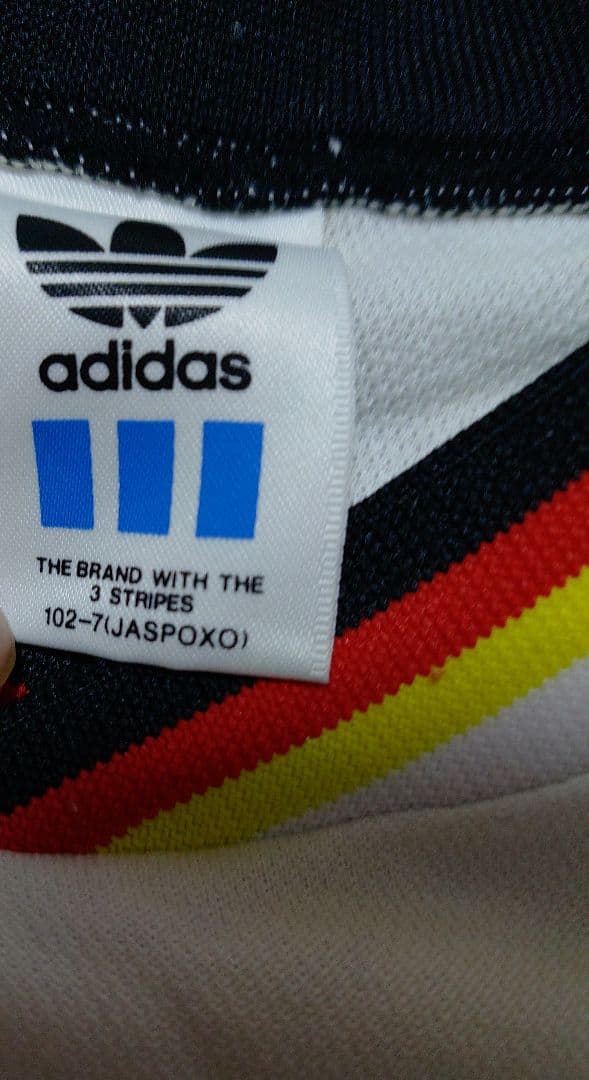 adidas
THE BRAND WITH THE
3 STRIPES
102-7(JASPOXO)